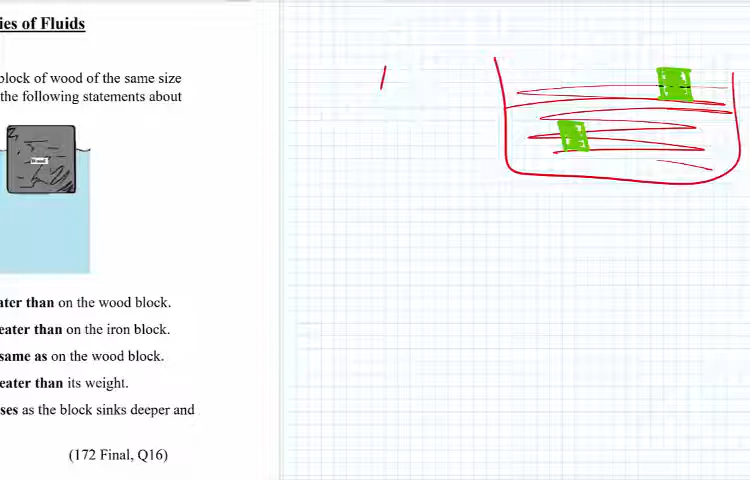 ies of Fluids
block of wood of the same size
the following statements about
ater than on the wood block.
eater than on the iron block.
same as on the wood block.
eater than its weight.
ses as the block sinks deeper and
(172 Final, Q16)